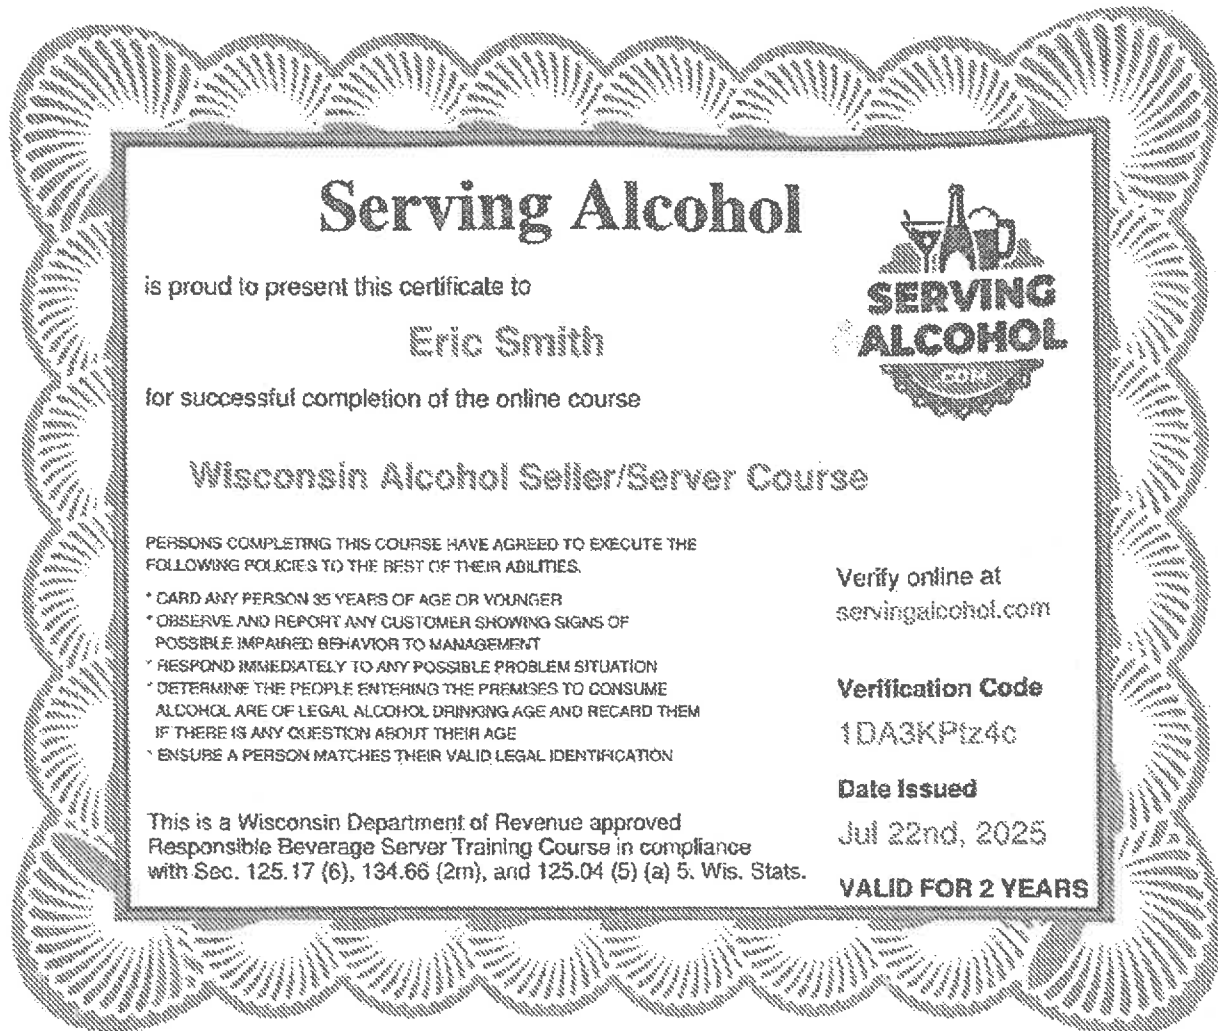 Serving Alcohol
SERVING
ALCOHOL
.COM
is proud to present this certificate to
Eric Smith
for successful completion of the online course
Wisconsin Alcohol Seller/Server Course
PERSONS COMPLETING THIS COURSE HAVE AGREED TO EXECUTE THE
FOLLOWING POLICIES TO THE BEST OF THEIR ABILITIES.
* CARD ANY PERSON 35 YEARS OF AGE OR YOUNGER
* OBSERVE AND REPORT ANY CUSTOMER SHOWING SIGNS OF
POSSIBLE IMPAIRED BEHAVIOR TO MANAGEMENT
* RESPOND IMMEDIATELY TO ANY POSSIBLE PROBLEM SITUATION
* DETERMINE THE PEOPLE ENTERING THE PREMISES TO CONSUME
ALCOHOL ARE OF LEGAL ALCOHOL DRINKING AGE AND RECARD THEM
IF THERE IS ANY QUESTION ABOUT THEIR AGE
* ENSURE A PERSON MATCHES THEIR VALID LEGAL IDENTIFICATION
This is a Wisconsin Department of Revenue approved
Responsible Beverage Server Training Course in compliance
with Sec. 125.17 (6), 134.66 (2m), and 125.04 (5) (a) 5. Wis. Stats.
Verify online at
servingalcohol.com
Verification Code
1DA3KPtz4c
Date Issued
Jul 22nd, 2025
VALID FOR 2 YEARS